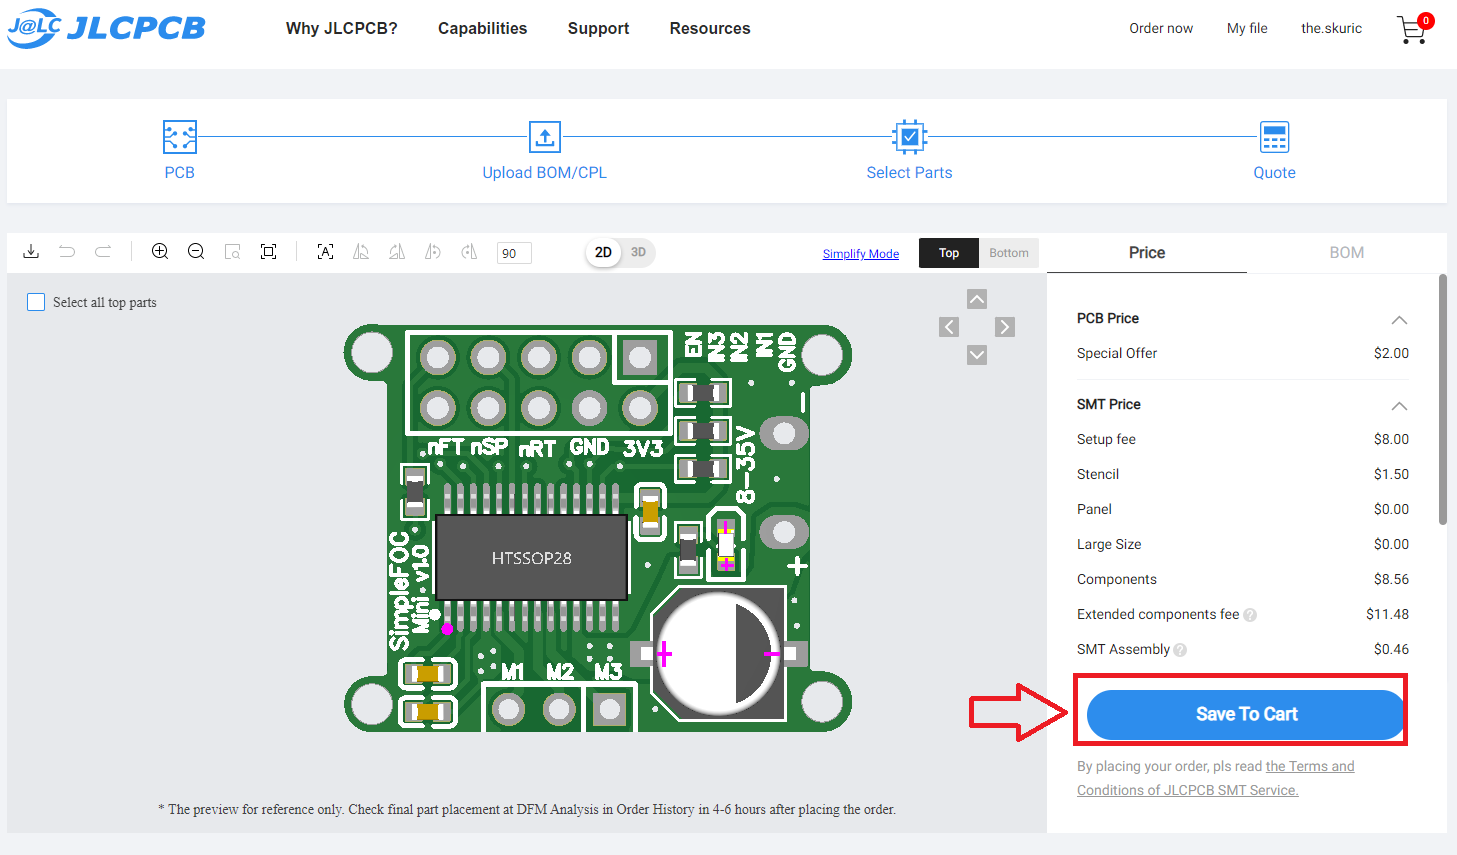 J@LC JLCPCB
Why JLCPCB? Capabilities Support Resources
Order now My file the.skuric 0
PCB Upload BOM/CPL Select Parts Quote
90 2D 3D Simplify Mode Top Bottom
Select all top parts
EN IN3 IN2 IN1 GND
nFT nSP nRT GND 3V3
8-35V
- +
HTSSOP28
SimpleFOC
Mini v1.0
M1 M2 M3
* The preview for reference only. Check final part placement at DFM Analysis in Order History in 4-6 hours after placing the order.
Price BOM
PCB Price
Special Offer $2.00
SMT Price
Setup fee $8.00
Stencil $1.50
Panel $0.00
Large Size $0.00
Components $8.56
Extended components fee ? $11.48
SMT Assembly ? $0.46
Save To Cart
By placing your order, pls read the Terms and
Conditions of JLCPCB SMT Service.